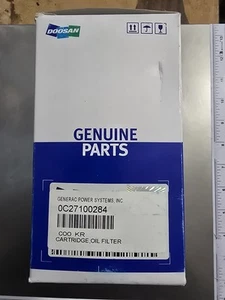 DOOSAN
GENUINE
PARTS
GENERAC POWER SYSTEMS, INC
0C27100284
COO KR
CARTRIDGE OIL FILTER